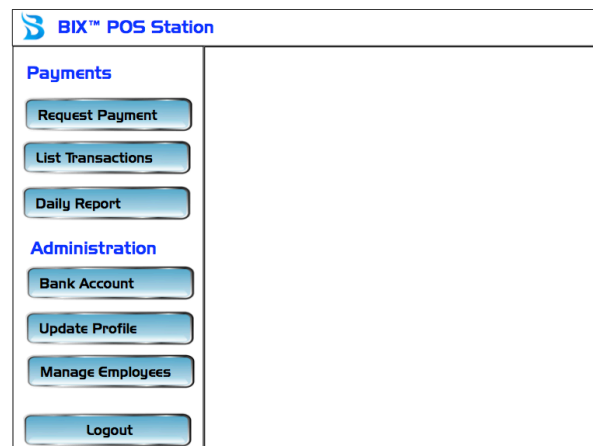 BIX™ POS Station
Payments
Request Payment
List Transactions
Daily Report
Administration
Bank Account
Update Profile
Manage Employees
Logout